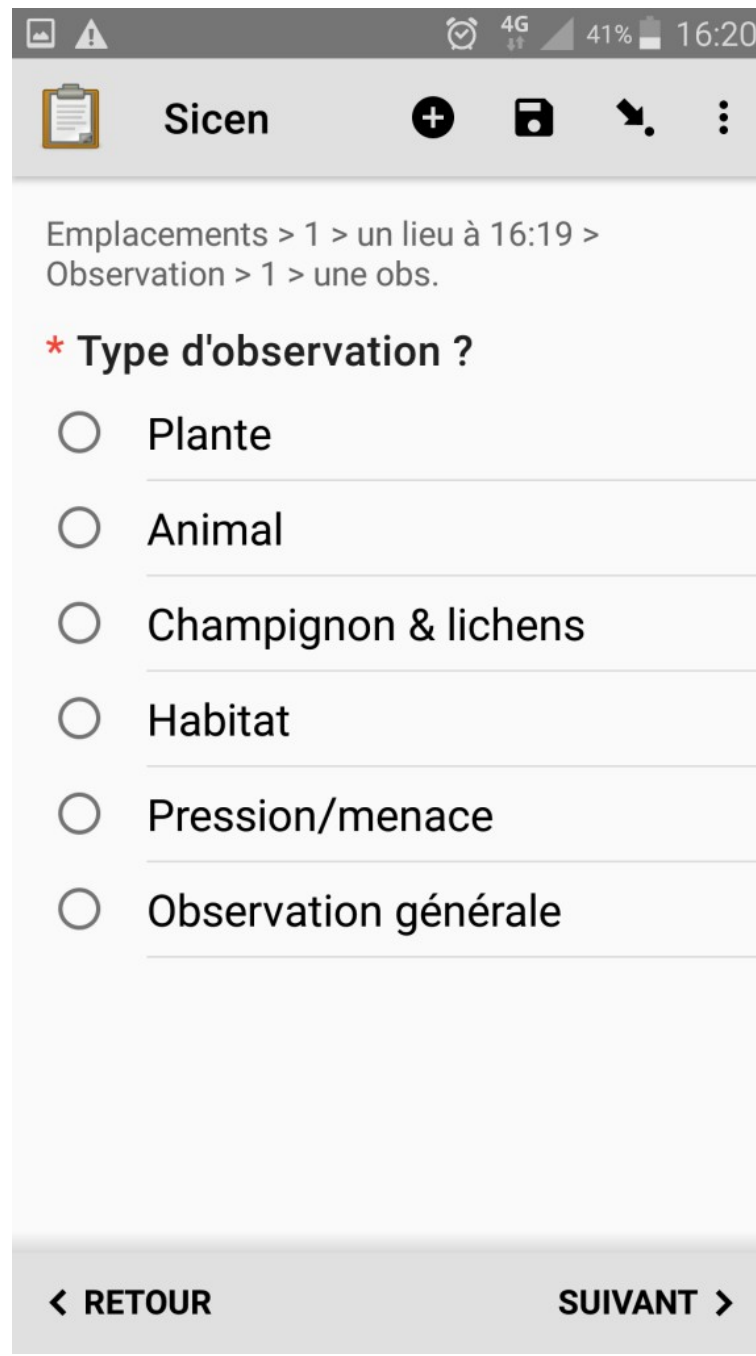 4G 41% 16:20
Sicen
Emplacements > 1 > un lieu à 16:19 >
Observation > 1 > une obs.
* Type d'observation ?
Plante
Animal
Champignon & lichens
Habitat
Pression/menace
Observation générale
< RETOUR SUIVANT >